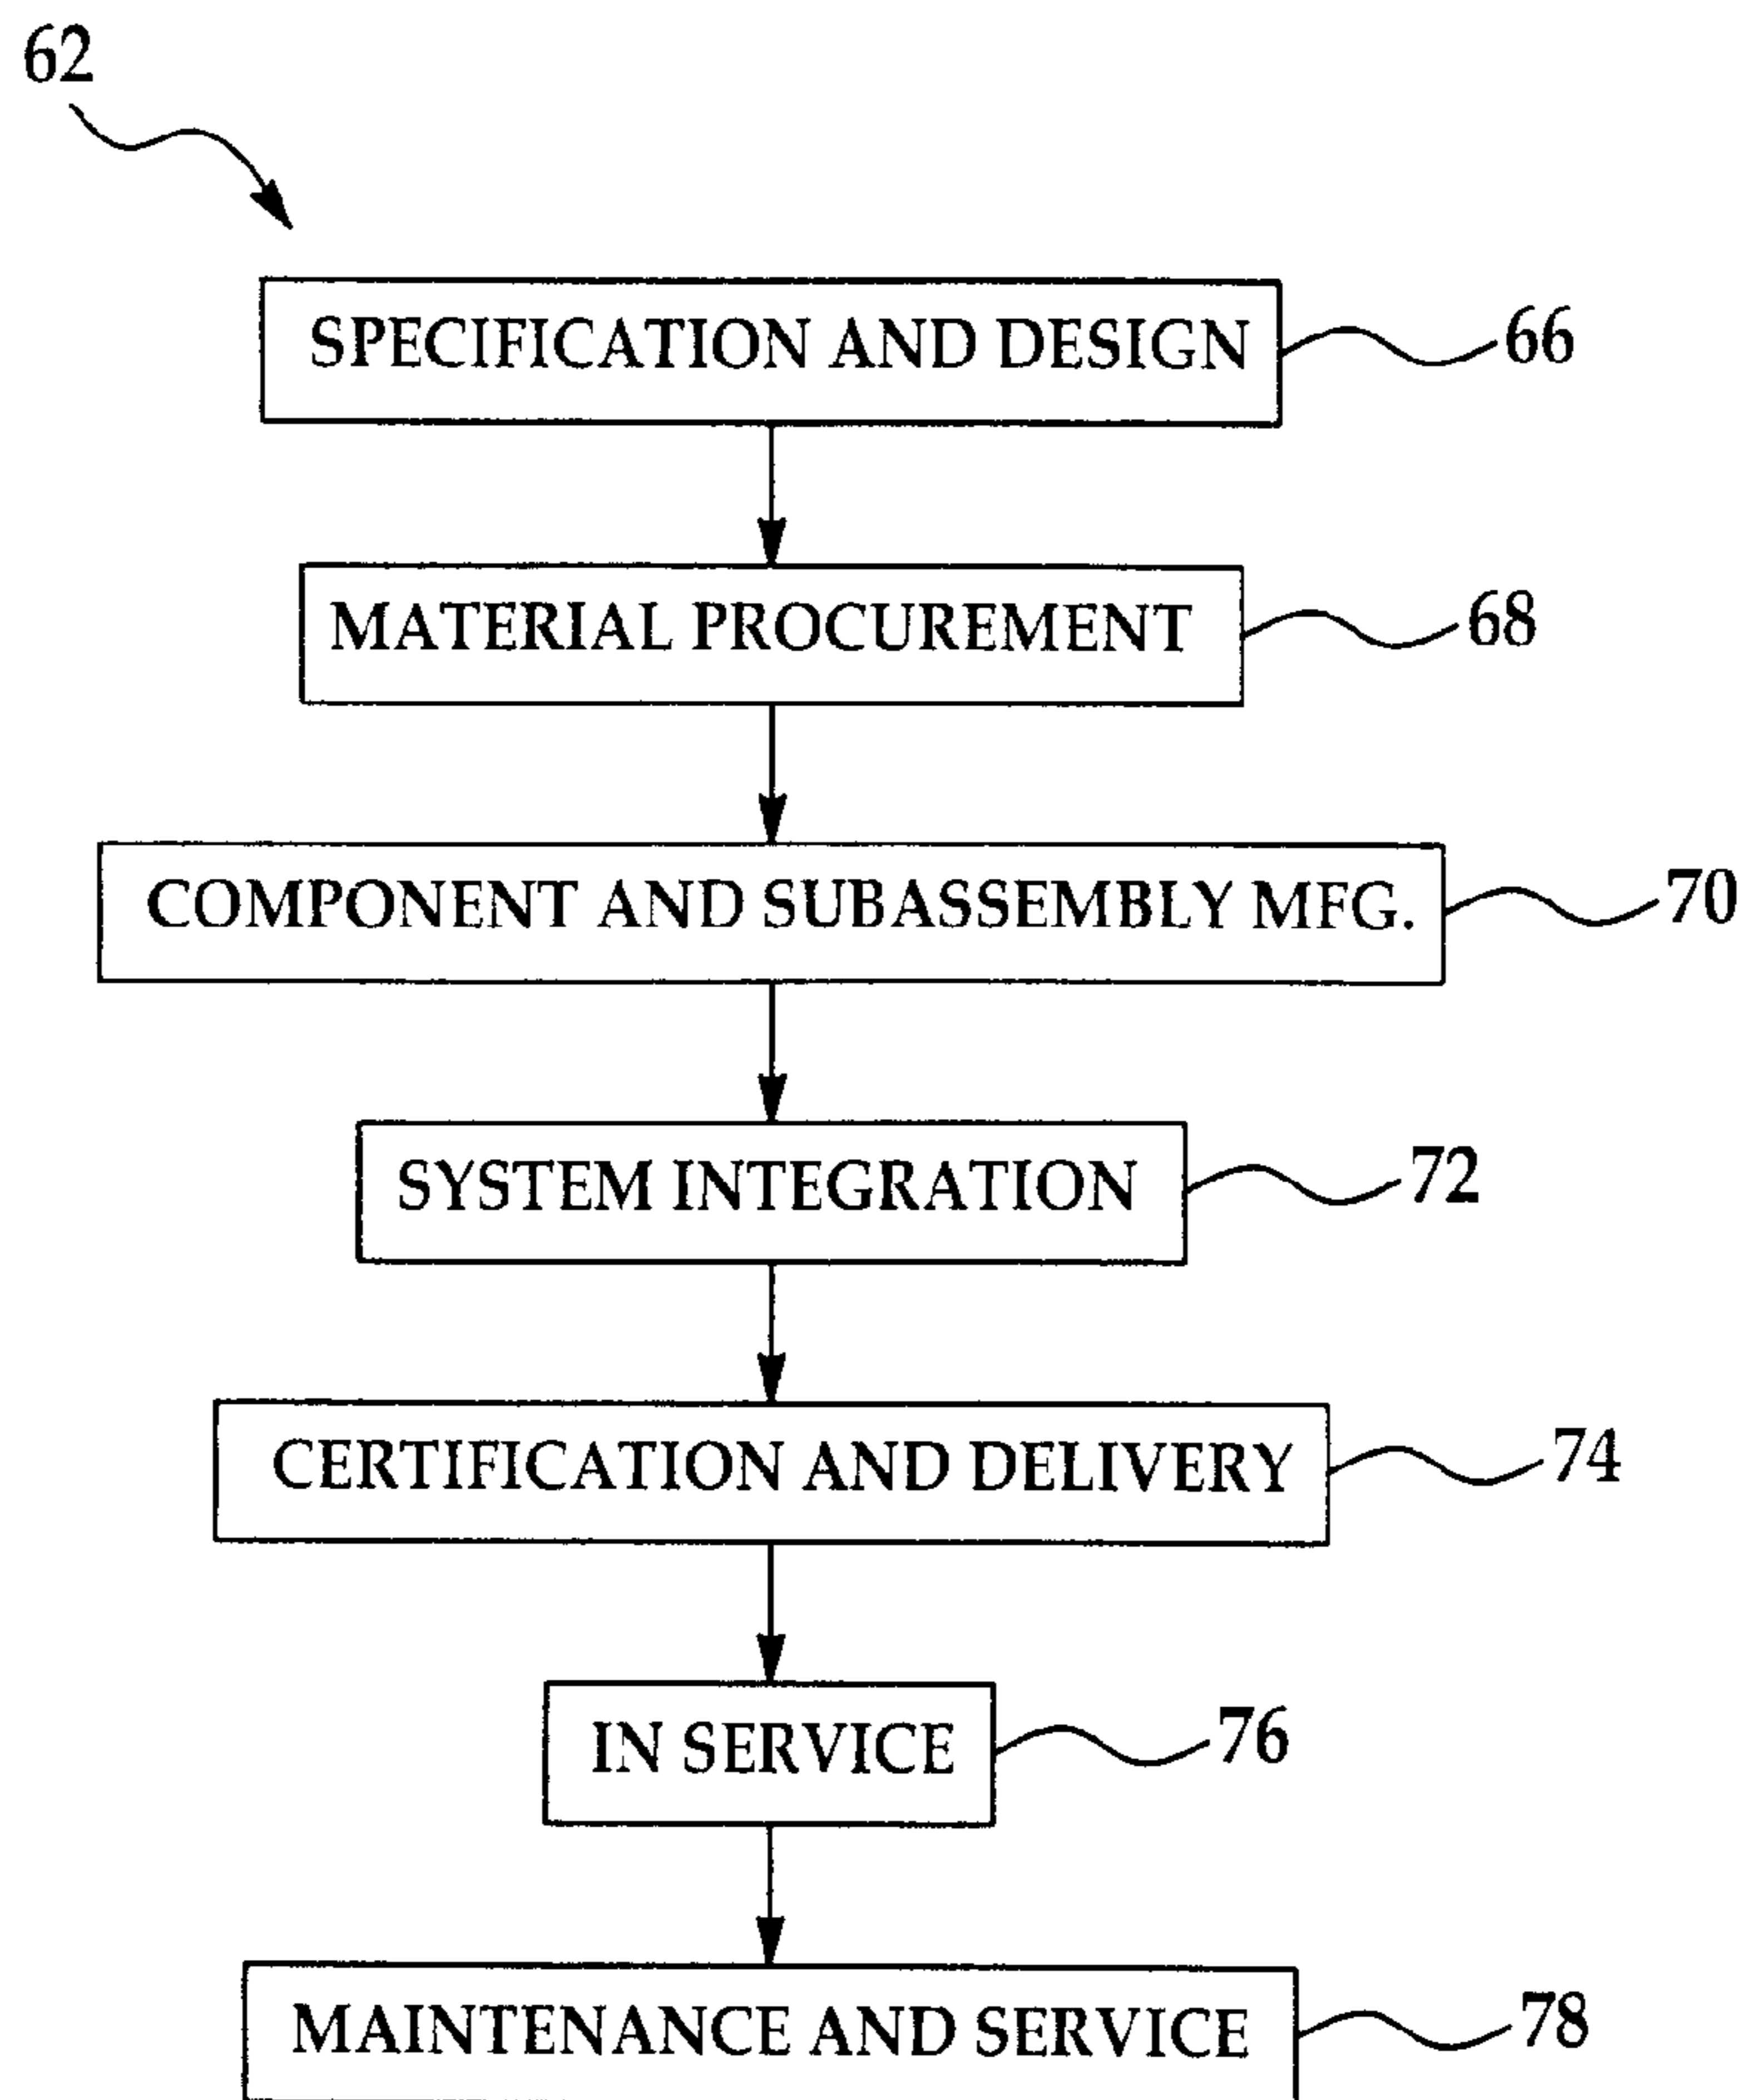 62
SPECIFICATION AND DESIGN 66
MATERIAL PROCUREMENT 68
COMPONENT AND SUBASSEMBLY MFG. 70
SYSTEM INTEGRATION 72
CERTIFICATION AND DELIVERY 74
IN SERVICE 76
MAINTENANCE AND SERVICE 78